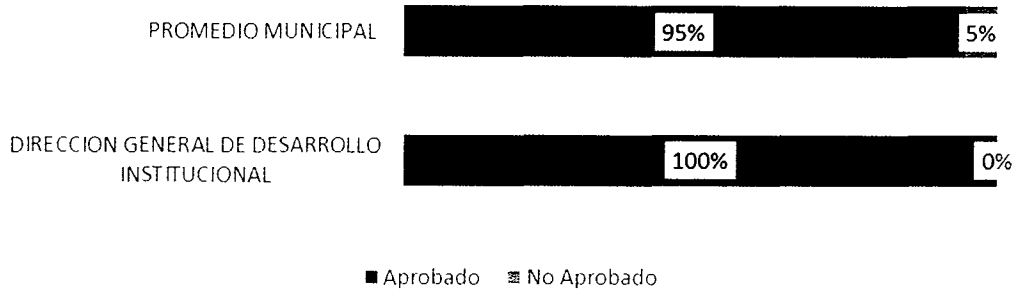 PROMEDIO MUNICIPAL
95%
5%
DIRECCION GENERAL DE DESARROLLO
INSTITUCIONAL
100%
0%
Aprobado
No Aprobado